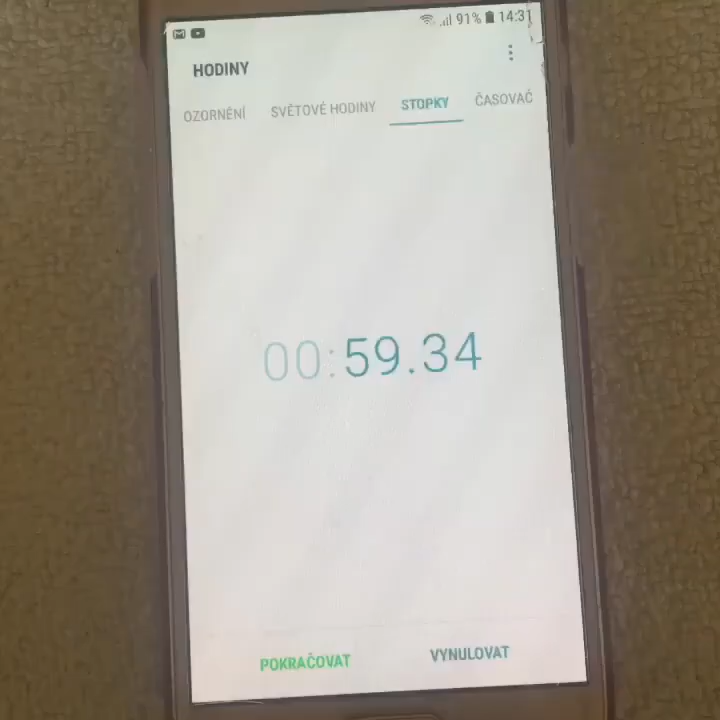 91% 14:31
HODINY
OZORNĚNÍ SVĚTOVÉ HODINY STOPKY ČASOVAČ
00:59.34
POKRAČOVAT VYNULOVAT